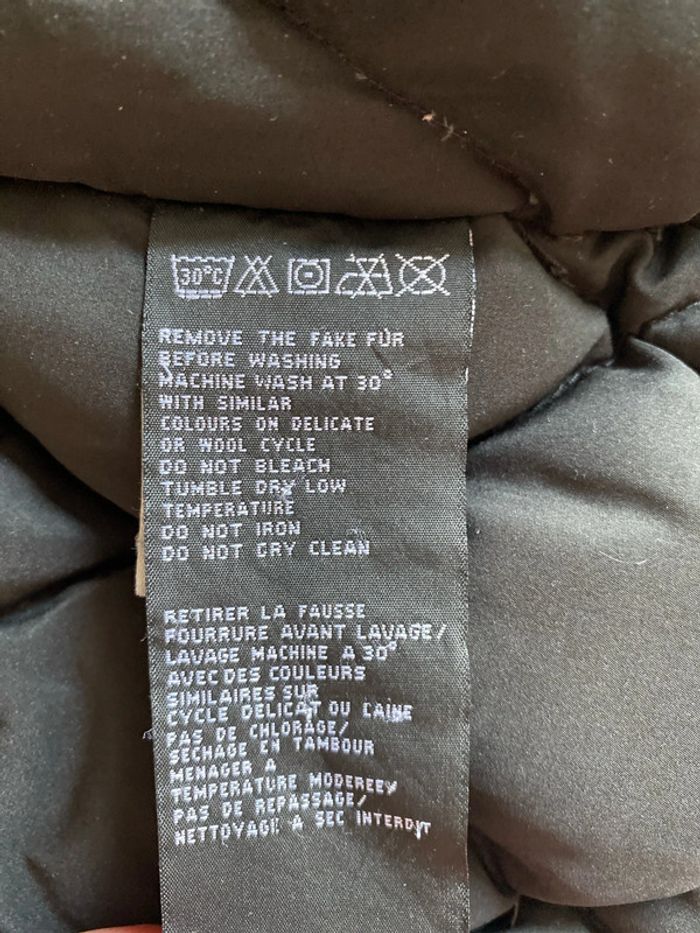 30°C
REMOVE THE FAKE FUR
BEFORE WASHING
MACHINE WASH AT 30°
WITH SIMILAR
COLOURS ON DELICATE
OR WOOL CYCLE
DO NOT BLEACH
TUMBLE DRY LOW
TEMPERATURE
DO NOT IRON
DO NOT DRY CLEAN
RETIRER LA FAUSSE
FOURRURE AVANT LAVAGE/
LAVAGE MACHINE A 30°
AVEC DES COULEURS
SIMILAIRES SUR
CYCLE DELICAT OU LAINE
PAS DE CHLORAGE/
SECHAGE EN TAMBOUR
MENAGER A
TEMPERATURE MODEREE/
PAS DE REPASSAGE/
NETTOYAGE A SEC INTERDIT